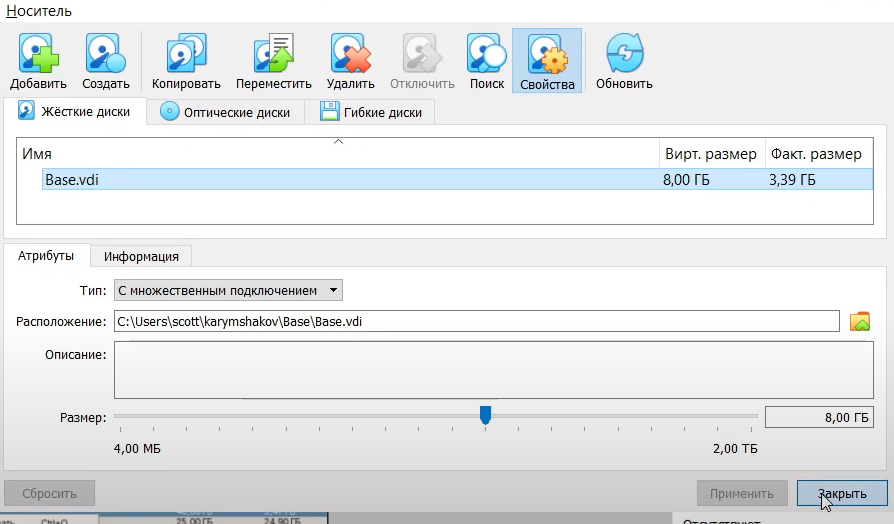 Носитель
Добавить Создать Копировать Переместить Удалить Отключить Поиск Свойства Обновить
Жёсткие диски Оптические диски Гибкие диски
Имя Вирт. размер Факт. размер
Base.vdi 8,00 ГБ 3,39 ГБ
Атрибуты Информация
Тип: С множественным подключением
Расположение: C:\Users\scott\karymshakov\Base\Base.vdi
Описание:
Размер: 8,00 ГБ
4,00 МБ 2,00 ТБ
Сбросить Применить Закрыть
Ctrl+Q 25,00 ГБ 24,90 ГБ Отсутствуют